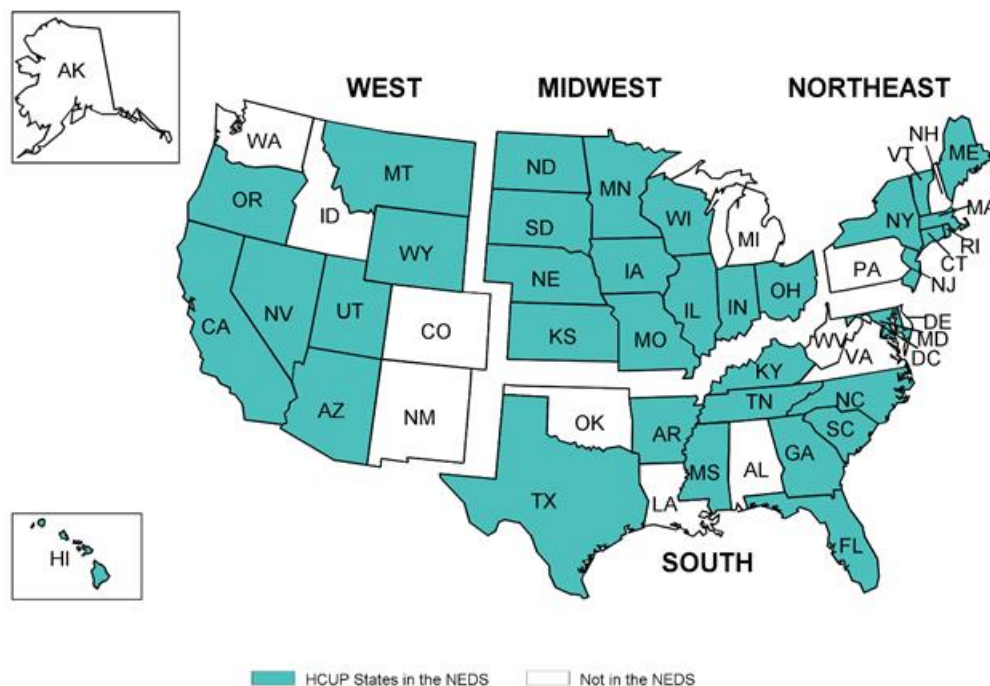 AK
WEST
MIDWEST
NORTHEAST
WA
MT
ND
MN
NH
VT
ME
OR
ID
SD
WI
MI
NY
MA
WY
RI
CT
NE
IA
PA
NJ
CA
NV
UT
CO
KS
MO
IL
IN
OH
WV
VA
DE
MD
DC
KY
AZ
NM
OK
AR
TN
NC
SC
TX
LA
MS
AL
GA
FL
HI
SOUTH
HCUP States in the NEDS
Not in the NEDS